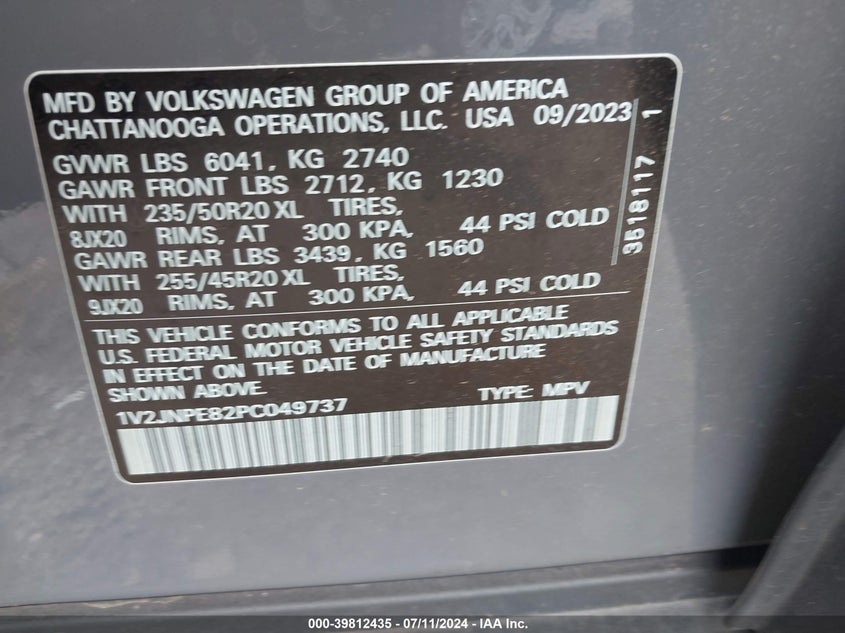 MFD BY VOLKSWAGEN GROUP OF AMERICA
CHATTANOOGA OPERATIONS, LLC. USA 09/2023
GVWR LBS 6041, KG 2740
GAWR FRONT LBS 2712, KG 1230
WITH 235/50R20 XL TIRES,
8JX20 RIMS, AT 300 KPA, 44 PSI COLD
GAWR REAR LBS 3439, KG 1560
WITH 255/45R20 XL TIRES,
9JX20 RIMS, AT 300 KPA, 44 PSI COLD
THIS VEHICLE CONFORMS TO ALL APPLICABLE
U.S. FEDERAL MOTOR VEHICLE SAFETY STANDARDS
IN EFFECT ON THE DATE OF MANUFACTURE
SHOWN ABOVE.
1V2JNPE82PC049737 TYPE: MPV
3518117 1
000-39812435 - 07/11/2024 - IAA Inc.